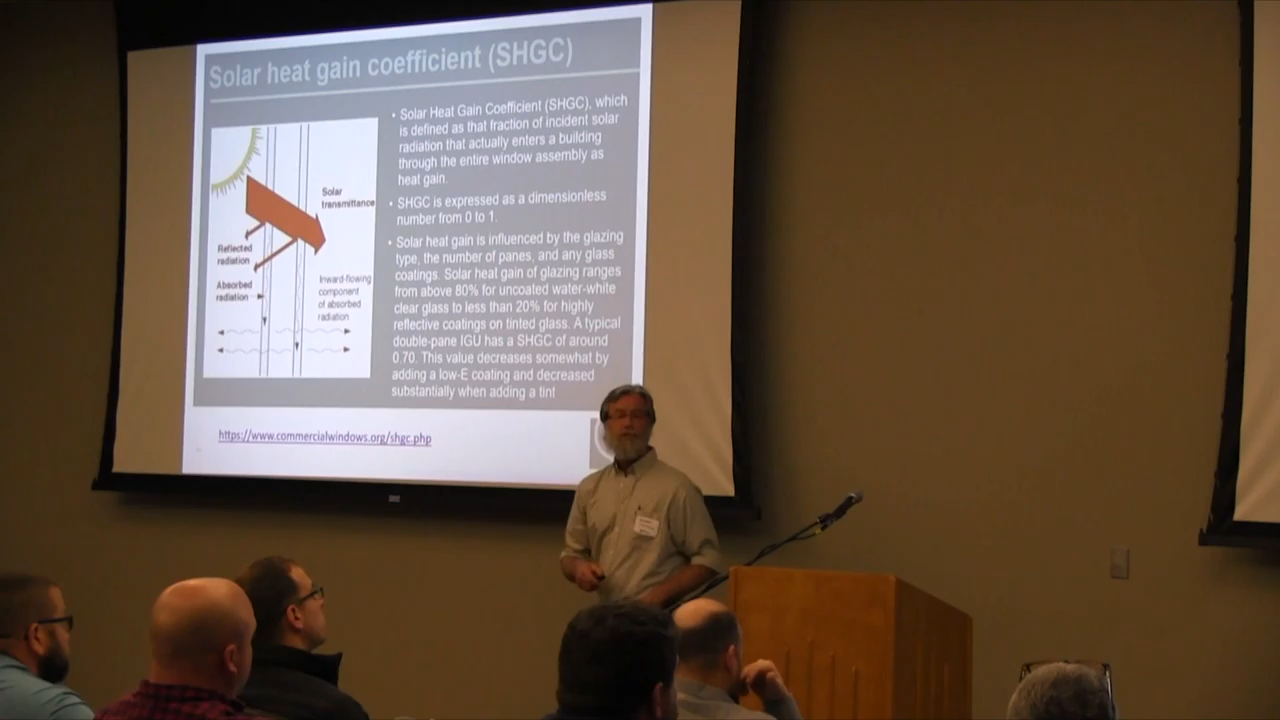 Solar heat gain coefficient (SHGC)
Solar
transmittance
Reflected
radiation
Absorbed
radiation
Inward-flowing
component
of absorbed
radiation
• Solar Heat Gain Coefficient (SHGC), which
is defined as that fraction of incident solar
radiation that actually enters a building
through the entire window assembly as
heat gain.
• SHGC is expressed as a dimensionless
number from 0 to 1.
• Solar heat gain is influenced by the glazing
type, the number of panes, and any glass
coatings. Solar heat gain of glazing ranges
from above 80% for uncoated water-white
clear glass to less than 20% for highly
reflective coatings on tinted glass. A typical
double-pane IGU has a SHGC of around
0.70. This value decreases somewhat by
adding a low-E coating and decreased
substantially when adding a tint
https://www.commercialwindows.org/shgc.php